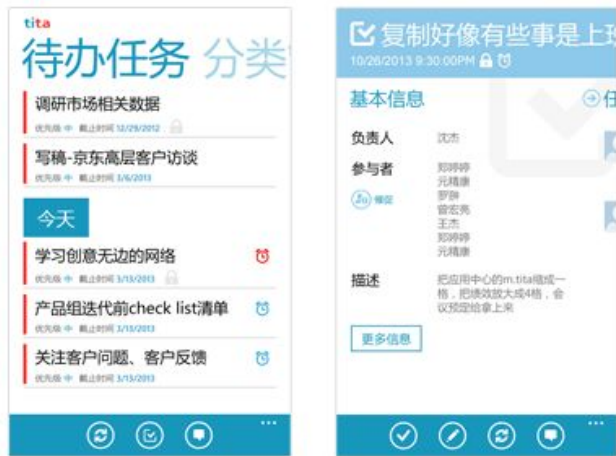 tita
待办任务 分类
调研市场相关数据
优先级 中 截止时间 12/29/2012
写稿-京东高层客户访谈
优先级 中 截止时间 3/6/2013
今天
学习创意无边的网络
优先级 中 截止时间 3/13/2013
产品组迭代前check list清单
优先级 中 截止时间 3/13/2013
关注客户问题、客户反馈
优先级 中 截止时间 3/13/2013
复制好像有些事是上班
10/26/2013 9:30:00PM
基本信息
任
负责人 沈杰
参与者 郑婷婷
元精康
罗翀
催促 曾宏亮
王杰
郑婷婷
元精康
描述 把应用中心的m.tita缩成一
格，把绩效放大成4格，会
议预定给拿上来
更多信息